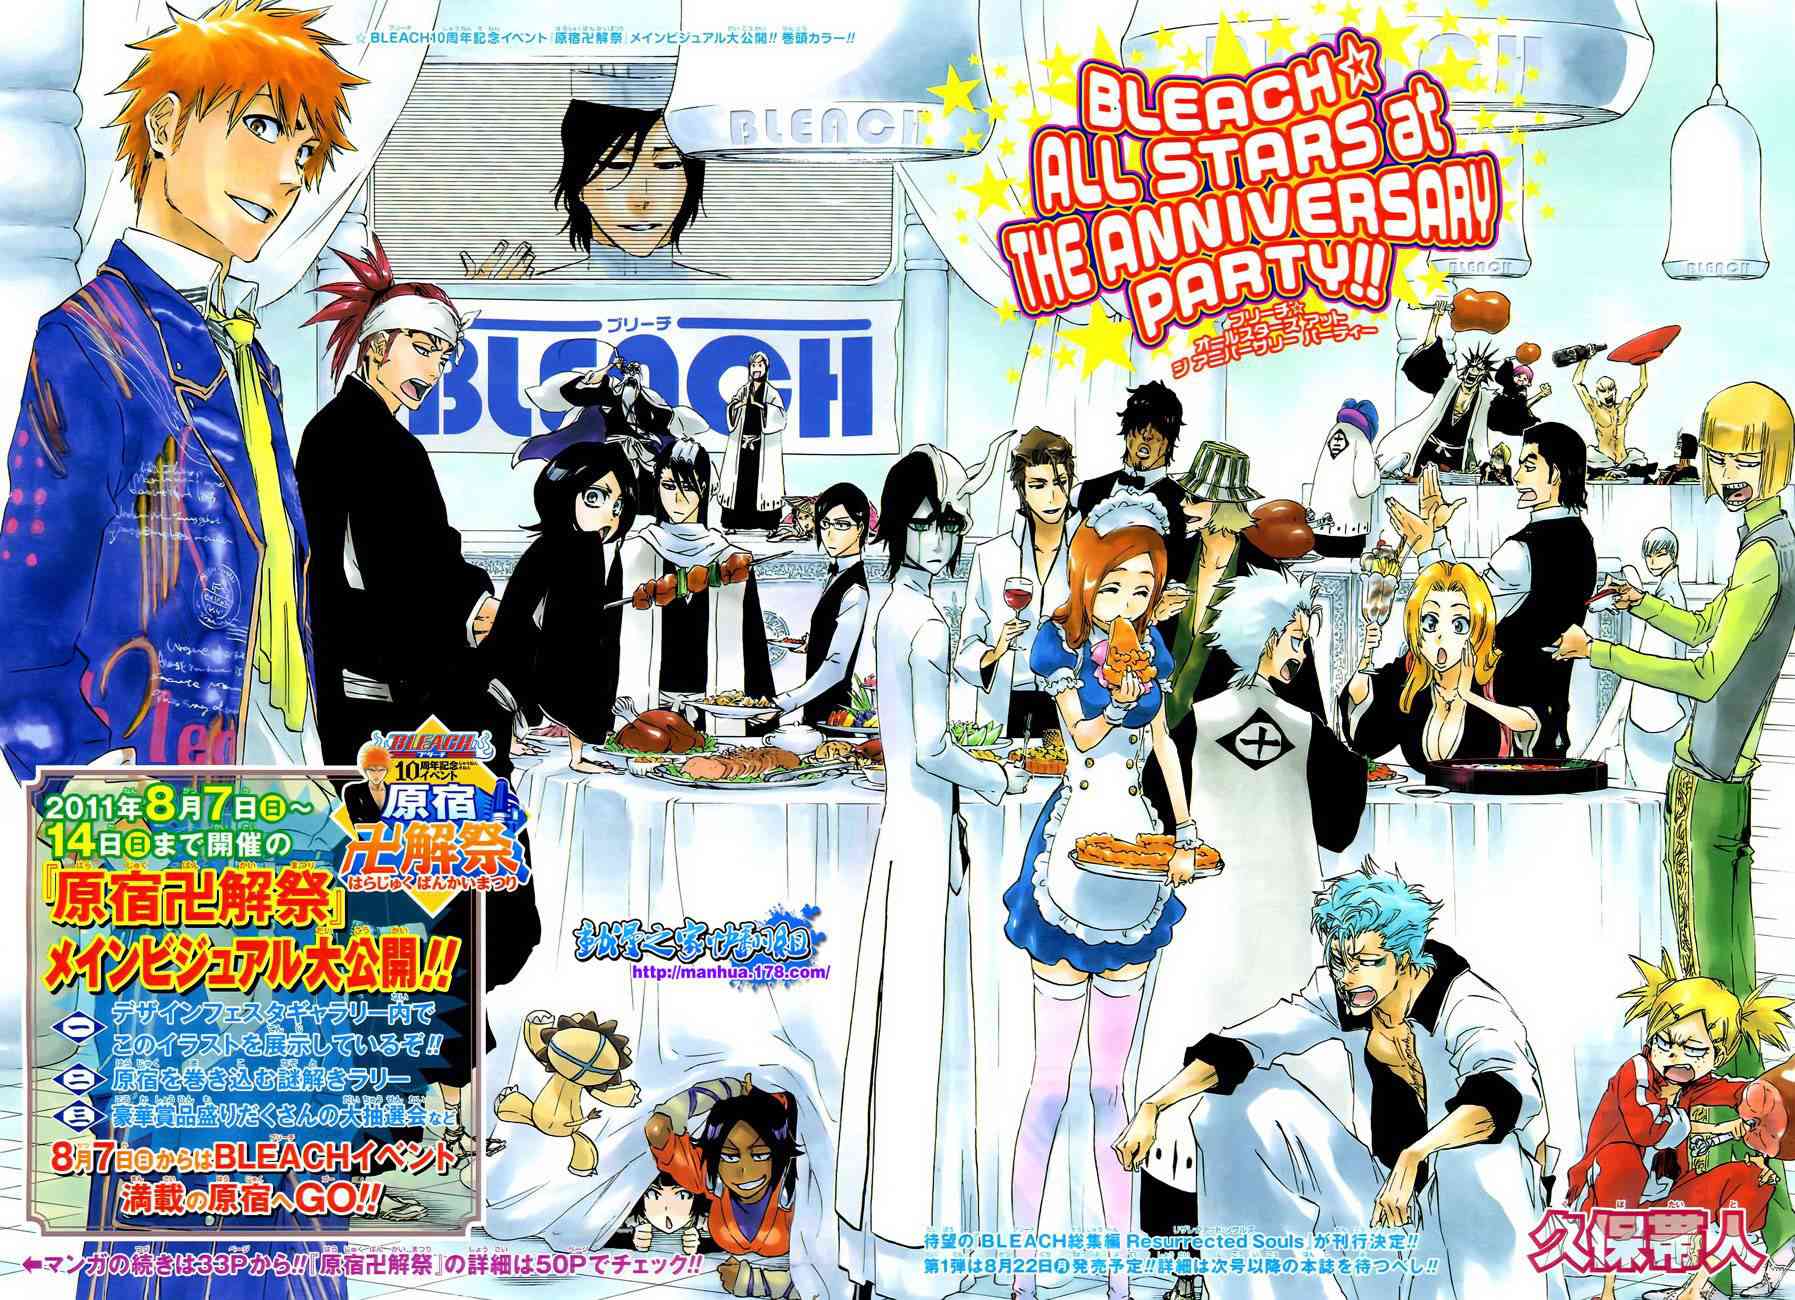 ☆BLEACH10周年記念イベント『原宿卍解祭』メインビジュアル大公開!!巻頭カラー!!
BLEACH
BLEACH
BLEACH
BLEACH
BLEACH☆
ALL STARS at
THE ANNIVERSARY
PARTY!!
ブリーチ☆
オールスターズ アット
ジ アニバーサリー パーティー
ブリーチ
BLEACH
十
BLEACH
ブリーチ
10周年記念
イベント
原宿
卍解祭
はらじゅく ばんかいまつり
2011年8月7日(日)〜
14日(日)まで開催の
『原宿卍解祭』
メインビジュアル大公開!!
一 デザインフェスタギャラリー内で
このイラストを展示しているぞ!!
二 原宿を巻き込む謎解きラリー
三 豪華賞品盛りだくさんの大抽選会など
8月7日(日)からはBLEACHイベント
満載の原宿へGO!!
動漫之家快翻組
http://manhua.178.com/
←マンガの続きは33Pから!!『原宿卍解祭』の詳細は50Pでチェック!!
待望の「BLEACH総集編 Resurrected Souls」が刊行決定!!
第1弾は8月22日(月)発売予定!!詳細は次号以降の本誌を待つべし!!
久保帯人